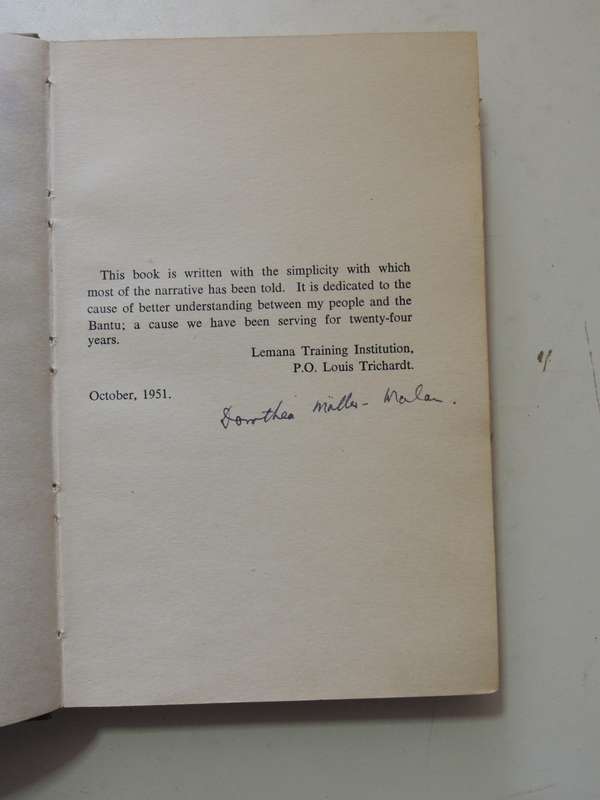 This book is written with the simplicity with which
most of the narrative has been told. It is dedicated to the
cause of better understanding between my people and the
Bantu; a cause we have been serving for twenty-four
years.
Lemana Training Institution,
P.O. Louis Trichardt.
October, 1951.
Dorothea Möller-Malan.